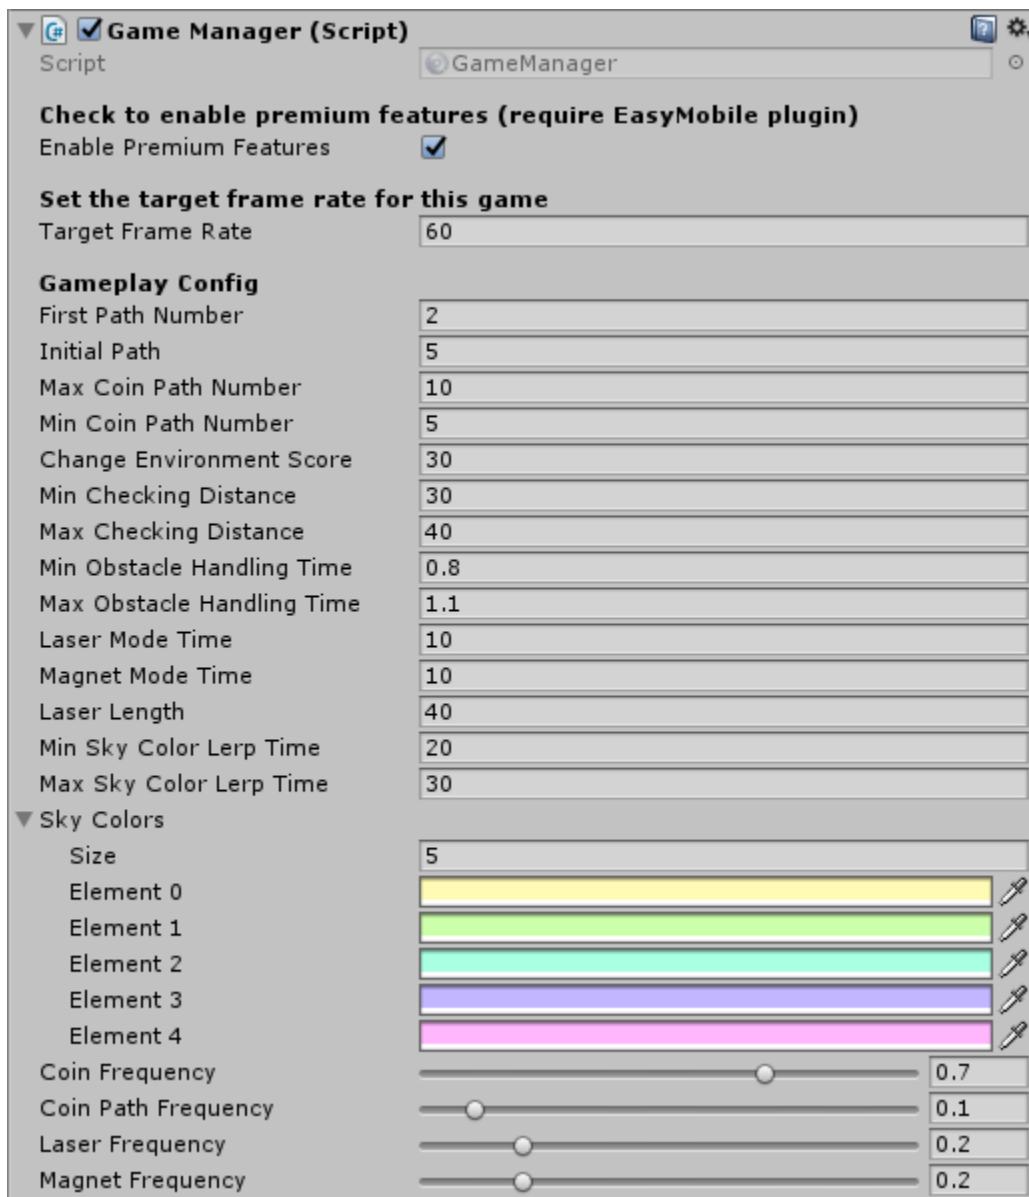 Game Manager (Script)
Script GameManager
Check to enable premium features (require EasyMobile plugin)
Enable Premium Features
Set the target frame rate for this game
Target Frame Rate 60
Gameplay Config
First Path Number 2
Initial Path 5
Max Coin Path Number 10
Min Coin Path Number 5
Change Environment Score 30
Min Checking Distance 30
Max Checking Distance 40
Min Obstacle Handling Time 0.8
Max Obstacle Handling Time 1.1
Laser Mode Time 10
Magnet Mode Time 10
Laser Length 40
Min Sky Color Lerp Time 20
Max Sky Color Lerp Time 30
Sky Colors
Size 5
Element 0
Element 1
Element 2
Element 3
Element 4
Coin Frequency 0.7
Coin Path Frequency 0.1
Laser Frequency 0.2
Magnet Frequency 0.2